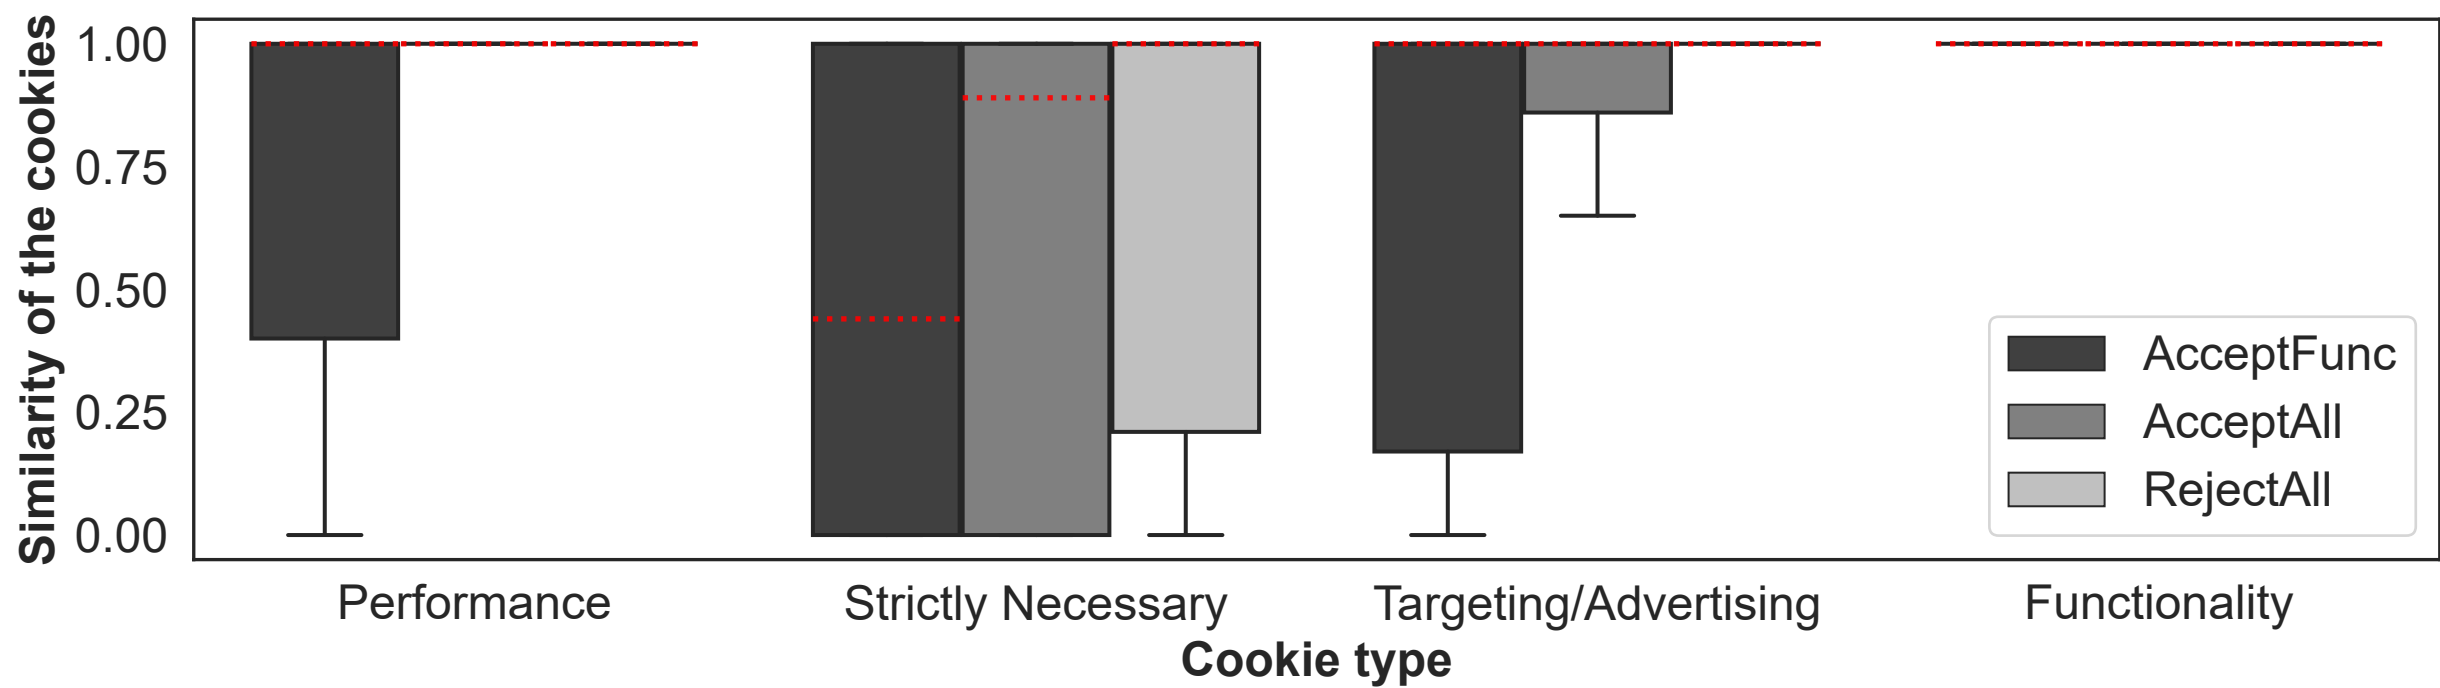 Similarity of the cookies
1.00
0.75
0.50
0.25
0.00
AcceptFunc
AcceptAll
RejectAll
Performance
Strictly Necessary
Targeting/Advertising
Functionality
Cookie type